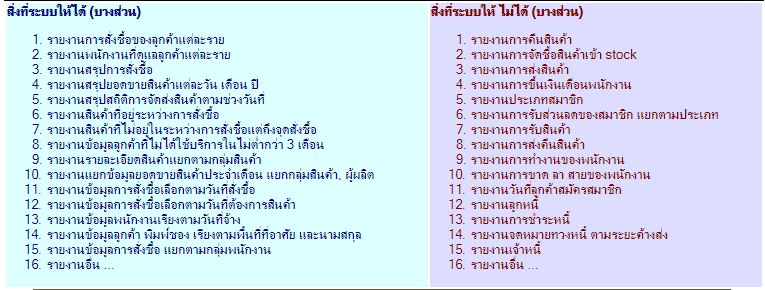 สิ่งที่ระบบให้ได้ (บางส่วน)
1. รายงานการสั่งซื้อของลูกค้าแต่ละราย
2. รายงานพนักงานที่ดูแลลูกค้าแต่ละราย
3. รายงานสรุปการสั่งซื้อ
4. รายงานสรุปยอดขายสินค้าแต่ละวัน เดือน ปี
5. รายงานสรุปสถิติการจัดส่งสินค้าตามช่วงวันที่
6. รายงานสินค้าที่อยู่ระหว่างการสั่งซื้อ
7. รายงานสินค้าที่ไม่อยู่ในระหว่างการสั่งซื้อแต่ถึงจุดสั่งซื้อ
8. รายงานข้อมูลลูกค้าที่ไม่ได้ใช้บริการในไม่ต่ำกว่า 3 เดือน
9. รายงานรายละเอียดสินค้าแยกตามกลุ่มสินค้า
10. รายงานแยกข้อมูลยอดขายสินค้าประจำเดือน แยกกลุ่มสินค้า, ผู้ผลิต
11. รายงานข้อมูลการสั่งซื้อเลือกตามวันที่สั่งซื้อ
12. รายงานข้อมูลการสั่งซื้อเลือกตามวันที่ต้องการสินค้า
13. รายงานข้อมูลพนักงานเรียงตามวันที่จ้าง
14. รายงานข้อมูลลูกค้า พิมพ์ซอง เรียงตามพื้นที่ที่อาศัย และนามสกุล
15. รายงานข้อมูลการสั่งซื้อ แยกตามกลุ่มพนักงาน
16. รายงานอื่น ...
สิ่งที่ระบบให้ ไม่ได้ (บางส่วน)
1. รายงานการคืนสินค้า
2. รายงานการจัดซื้อสินค้าเข้า stock
3. รายงานการส่งสินค้า
4. รายงานการขึ้นเงินเดือนพนักงาน
5. รายงานประเภทสมาชิก
6. รายงานการรับส่วนลดของสมาชิก แยกตามประเภท
7. รายงานการรับสินค้า
8. รายงานการส่งคืนสินค้า
9. รายงานการทำงานของพนักงาน
10. รายงานการขาด ลา สายของพนักงาน
11. รายงานวันที่ลูกค้าสมัครสมาชิก
12. รายงานลูกหนี้
13. รายงานการชำระหนี้
14. รายงานจดหมายทวงหนี้ ตามระยะค้างส่ง
15. รายงานเจ้าหนี้
16. รายงานอื่น ...